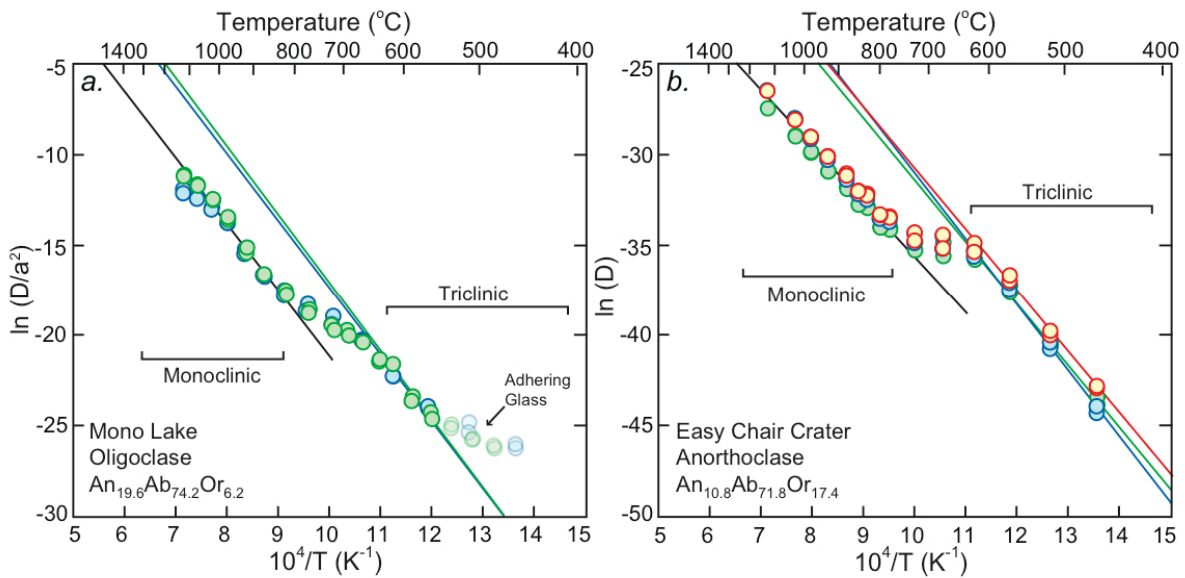 Temperature (°C)
1400 1000 800 700 600 500 400
-5
-10
-15
-20
-25
-30
ln (D/a²)
a.
Triclinic
Monoclinic
Adhering
Glass
Mono Lake
Oligoclase
An19.6Ab74.2Or6.2
5 6 7 8 9 10 11 12 13 14 15
10⁴/T (K⁻¹)
Temperature (°C)
1400 1000 800 700 600 500 400
-25
-30
-35
-40
-45
-50
ln (D)
b.
Triclinic
Monoclinic
Easy Chair Crater
Anorthoclase
An10.8Ab71.8Or17.4
5 6 7 8 9 10 11 12 13 14 15
10⁴/T (K⁻¹)